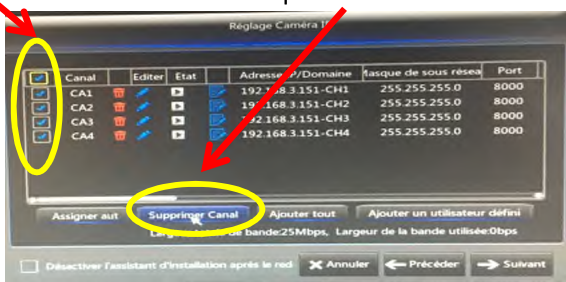 Réglage Caméra IP
Canal Editer Etat Adresse IP/Domaine Masque de sous résea Port
CA1 192.168.3.151-CH1 255.255.255.0 8000
CA2 192.168.3.151-CH2 255.255.255.0 8000
CA3 192.168.3.151-CH3 255.255.255.0 8000
CA4 192.168.3.151-CH4 255.255.255.0 8000
Assigner aut Supprimer Canal Ajouter tout Ajouter un utilisateur défini
de bande:25Mbps, Largeur de la bande utilisée:0bps
Désactiver l'assistant d'installation après le red Annuler Précéder Suivant